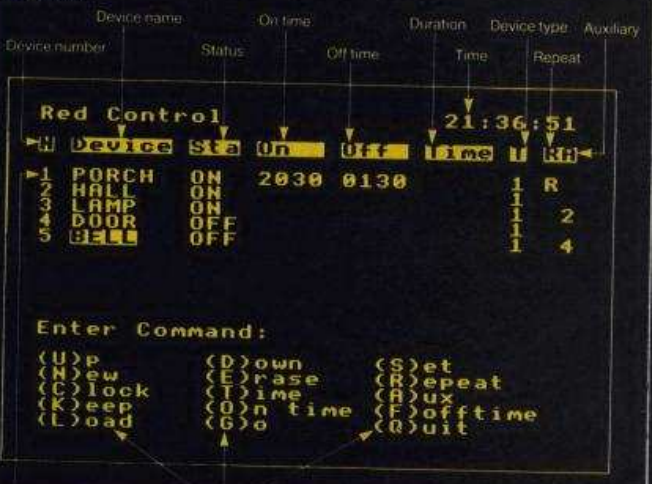 Device name On time Duration Device type Auxiliary
Device number Status Off time Time Repeat
Red Control 21:36:51
N Device Sta On Off Time T RA
1 PORCH ON 2030 0130 1 R
2 HALL ON 1
3 LAMP ON 1
4 DOOR OFF 1 2
5 BELL OFF 1 4
Enter Command:
(U)p (D)own (S)et
(N)ew (E)rase (R)epeat
(C)lock (T)ime (A)ux
(K)eep (O)n time (F)offtime
(L)oad (G)o (Q)uit